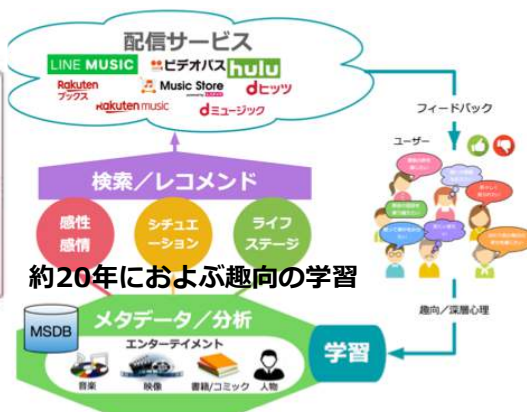 配信サービス
LINE MUSIC
ビデオパス
hulu
Rakuten
ブックス
Music Store
dヒッツ
Rakuten music
dミュージック
フィードバック
ユーザー
検索/レコメンド
感性
感情
シチュエ
ーション
ライフ
ステージ
約20年におよぶ趣向の学習
趣向/深層心理
MSDB
メタデータ/分析
エンターテイメント
音楽
映像
書籍/コミック
人物
学習